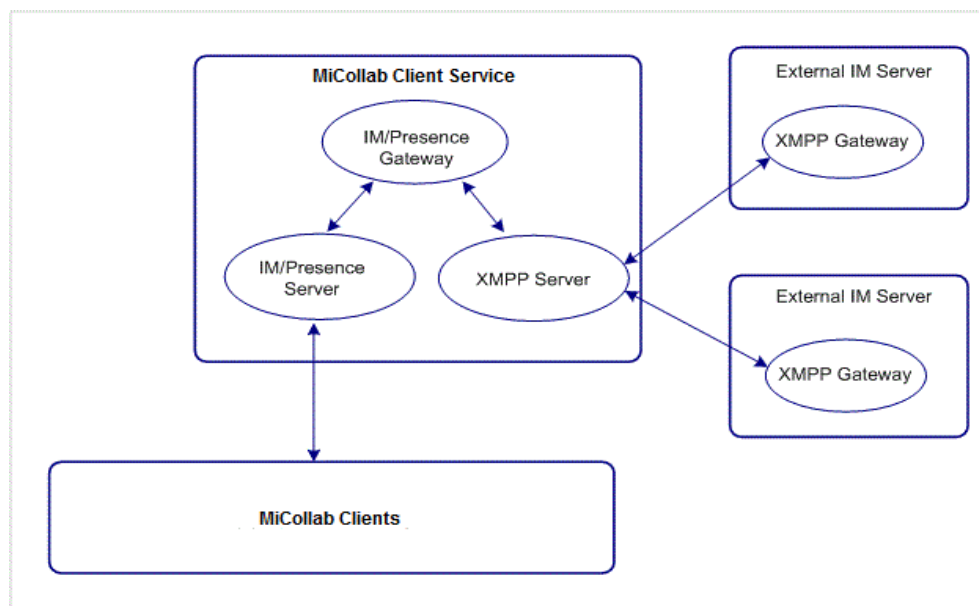 MiCollab Client Service
IM/Presence
Gateway
IM/Presence
Server
XMPP Server
External IM Server
XMPP Gateway
External IM Server
XMPP Gateway
MiCollab Clients